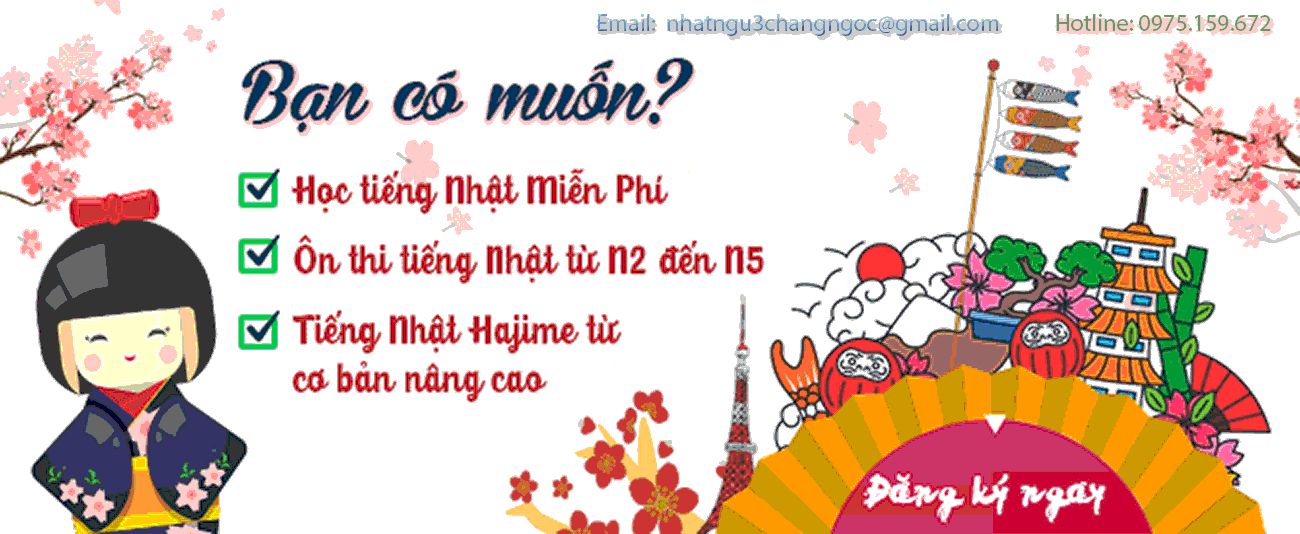 Email: nhatngu3changngoc@gmail.com Hotline: 0975.159.672
Bạn có muốn?
Học tiếng Nhật Miễn Phí
Ôn thi tiếng Nhật từ N2 đến N5
Tiếng Nhật Hajime từ
cơ bản nâng cao
Đăng ký ngay